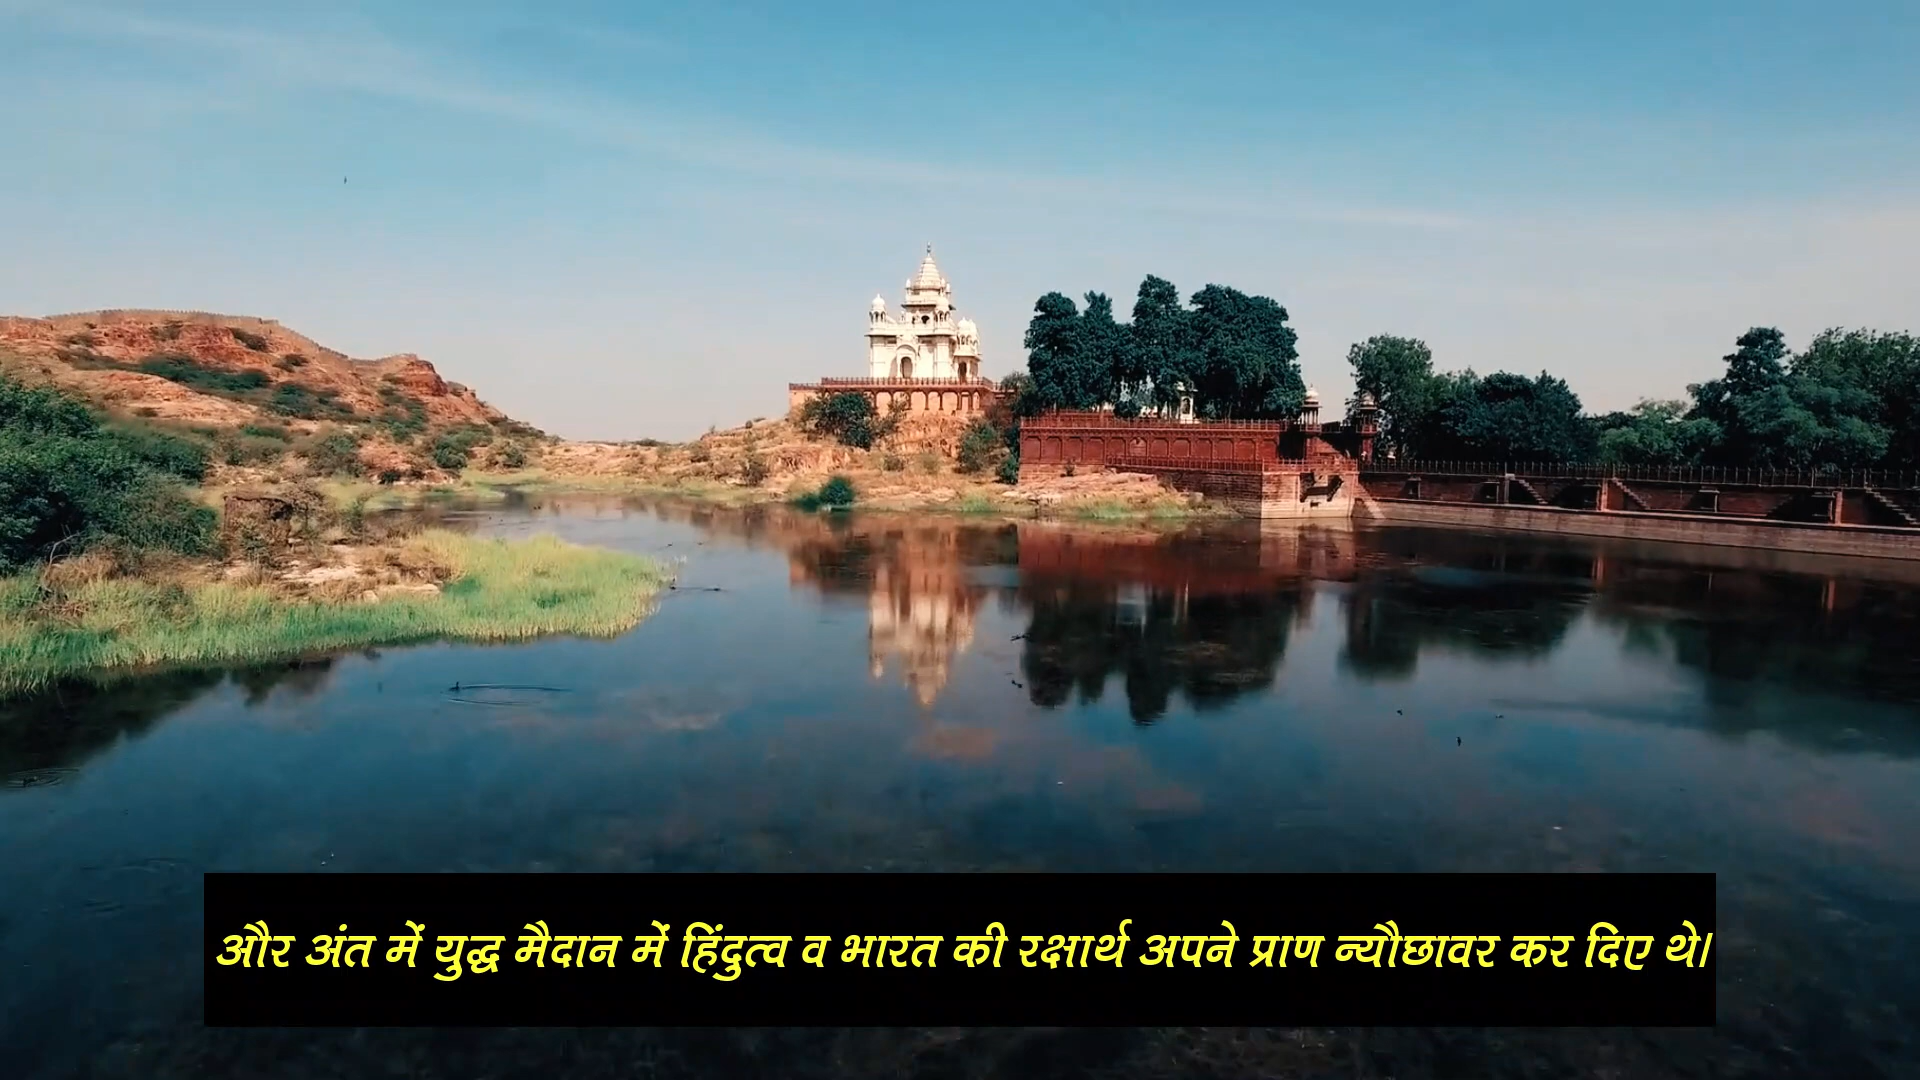 और अंत में युद्ध मैदान में हिंदुत्व व भारत की रक्षार्थ अपने प्राण न्यौछावर कर दिए थे।